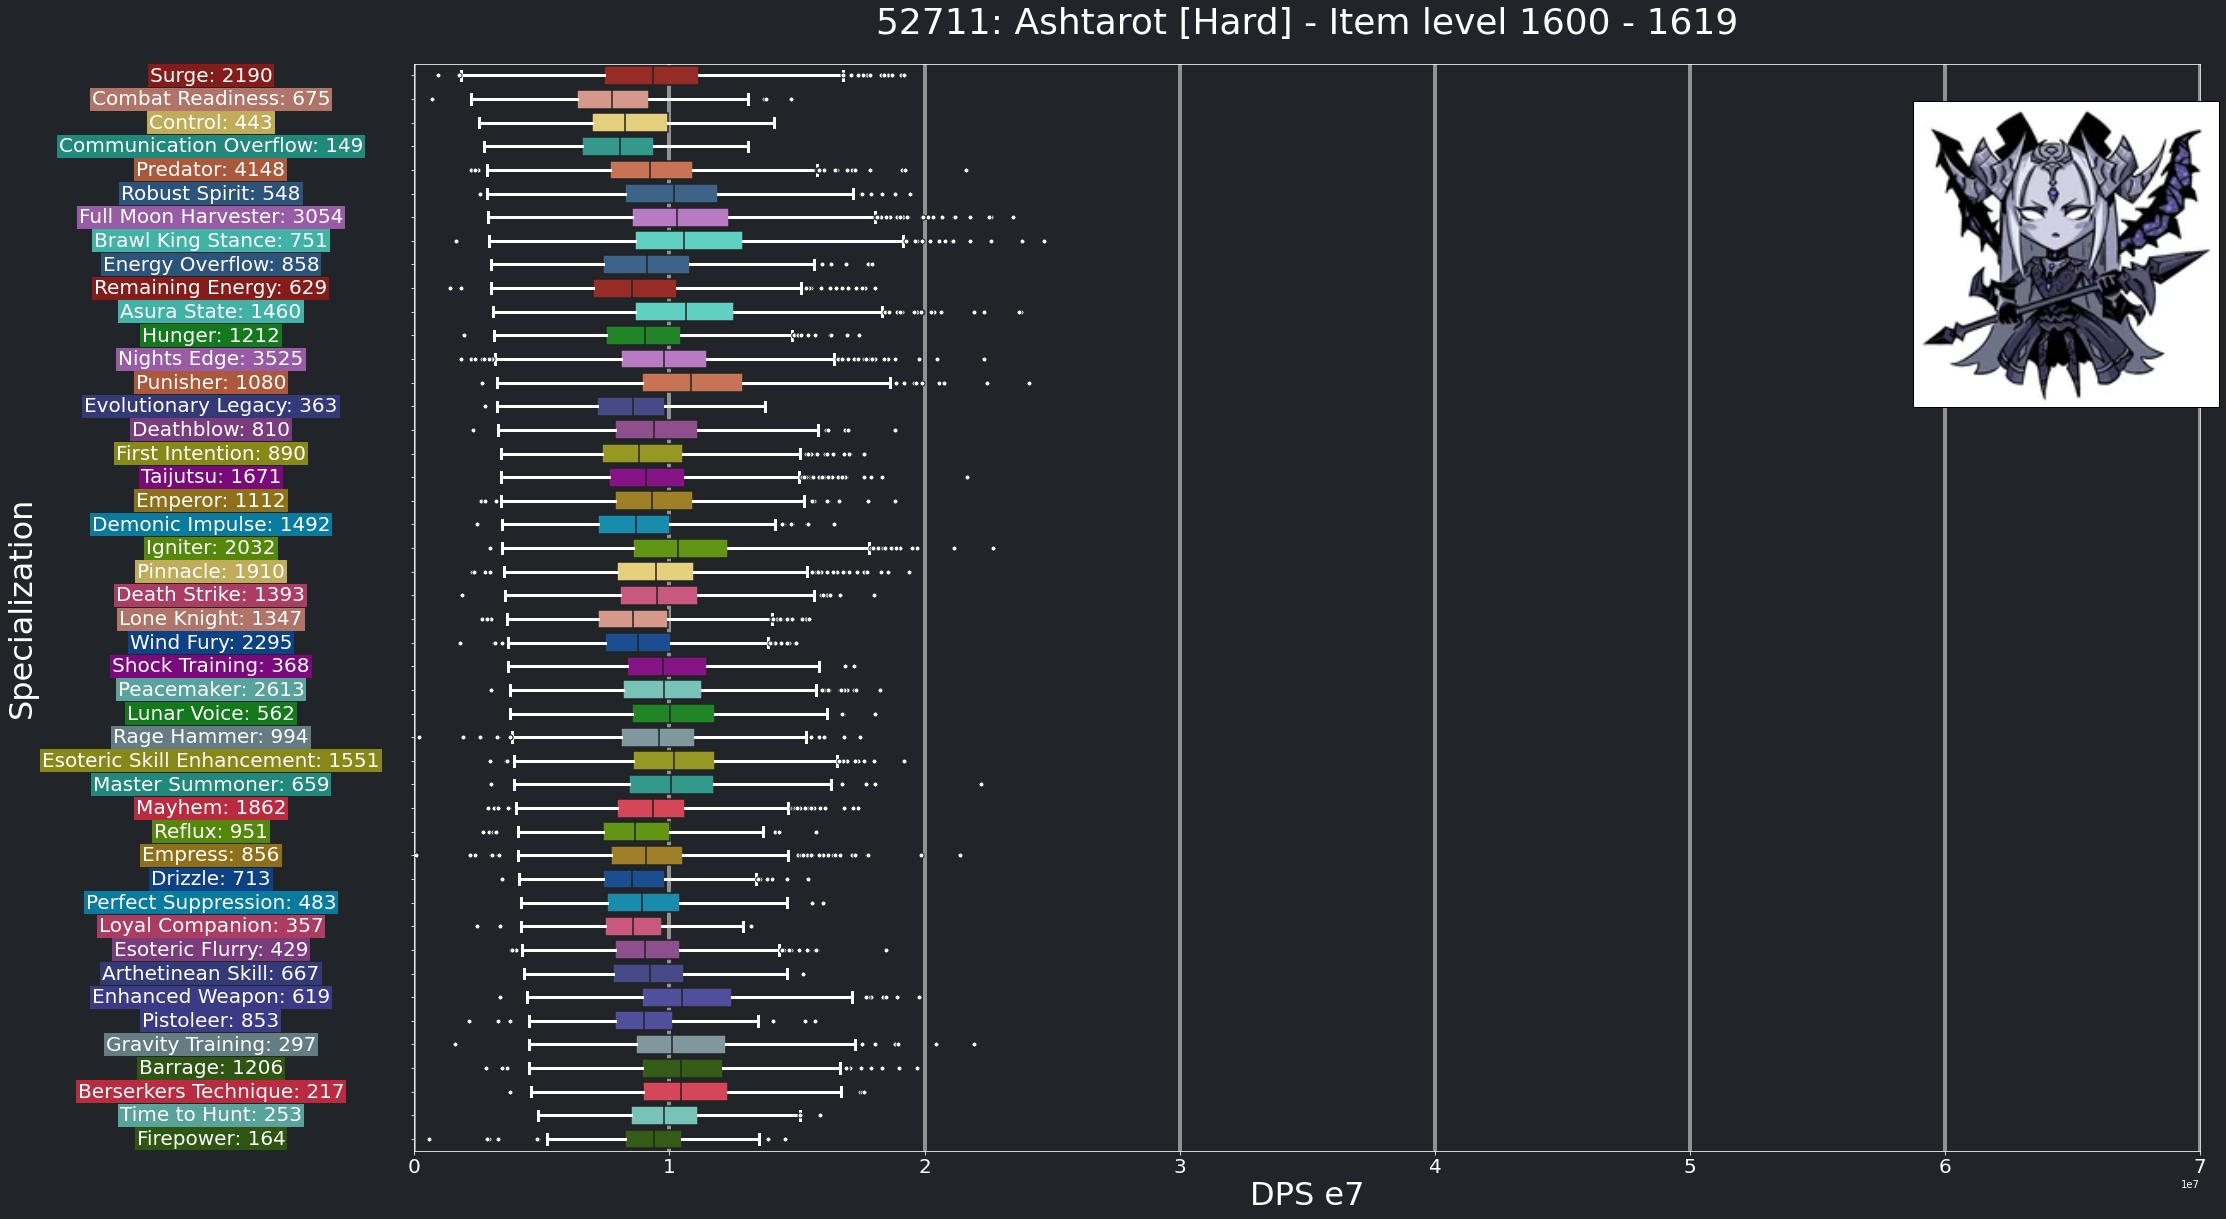 52711: Ashtarot [Hard] - Item level 1600 - 1619
Specialization
Surge: 2190
Combat Readiness: 675
Control: 443
Communication Overflow: 149
Predator: 4148
Robust Spirit: 548
Full Moon Harvester: 3054
Brawl King Stance: 751
Energy Overflow: 858
Remaining Energy: 629
Asura State: 1460
Hunger: 1212
Nights Edge: 3525
Punisher: 1080
Evolutionary Legacy: 363
Deathblow: 810
First Intention: 890
Taijutsu: 1671
Emperor: 1112
Demonic Impulse: 1492
Igniter: 2032
Pinnacle: 1910
Death Strike: 1393
Lone Knight: 1347
Wind Fury: 2295
Shock Training: 368
Peacemaker: 2613
Lunar Voice: 562
Rage Hammer: 994
Esoteric Skill Enhancement: 1551
Master Summoner: 659
Mayhem: 1862
Reflux: 951
Empress: 856
Drizzle: 713
Perfect Suppression: 483
Loyal Companion: 357
Esoteric Flurry: 429
Arthetinean Skill: 667
Enhanced Weapon: 619
Pistoleer: 853
Gravity Training: 297
Barrage: 1206
Berserkers Technique: 217
Time to Hunt: 253
Firepower: 164
0 1 2 3 4 5 6 7
1e7
DPS e7